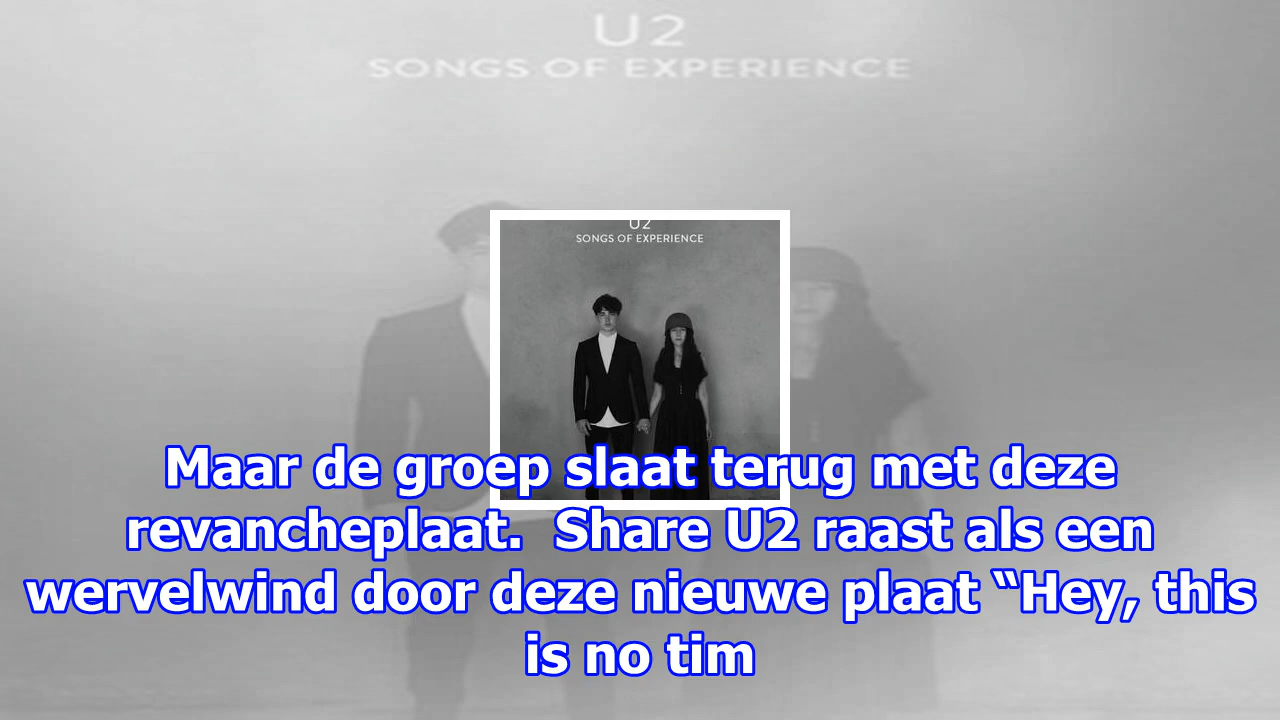 U2
SONGS OF EXPERIENCE
U2
SONGS OF EXPERIENCE
Maar de groep slaat terug met deze
revancheplaat.  Share U2 raast als een
wervelwind door deze nieuwe plaat “Hey, this
is no tim